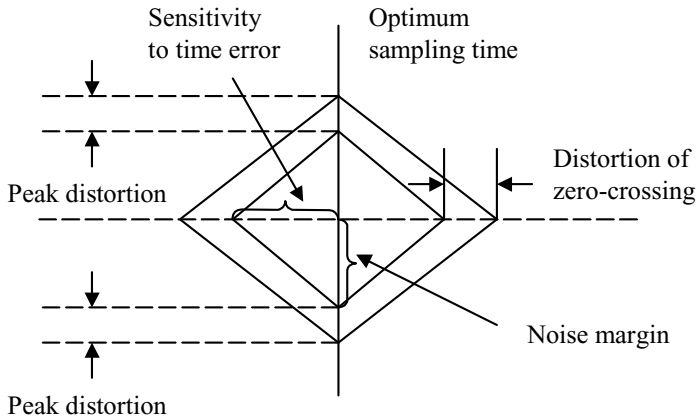 Sensitivity
to time error
Optimum
sampling time
Peak distortion
Distortion of
zero-crossing
Noise margin
Peak distortion